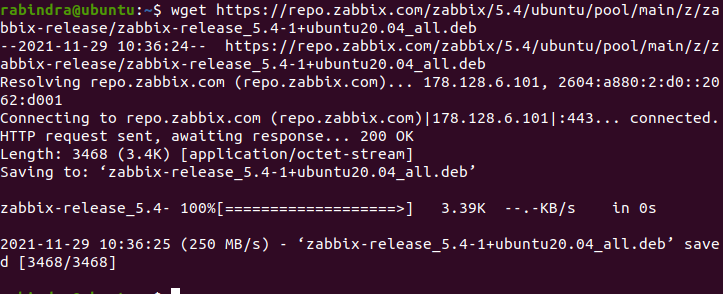 rabindra@ubuntu:~$ wget https://repo.zabbix.com/zabbix/5.4/ubuntu/pool/main/z/za
bbix-release/zabbix-release_5.4-1+ubuntu20.04_all.deb
--2021-11-29 10:36:24--  https://repo.zabbix.com/zabbix/5.4/ubuntu/pool/main/z/z
abbix-release/zabbix-release_5.4-1+ubuntu20.04_all.deb
Resolving repo.zabbix.com (repo.zabbix.com)... 178.128.6.101, 2604:a880:2:d0::20
62:d001
Connecting to repo.zabbix.com (repo.zabbix.com)|178.128.6.101|:443... connected.
HTTP request sent, awaiting response... 200 OK
Length: 3468 (3.4K) [application/octet-stream]
Saving to: ‘zabbix-release_5.4-1+ubuntu20.04_all.deb’
zabbix-release_5.4- 100%[===================>]   3.39K  --.-KB/s    in 0s
2021-11-29 10:36:25 (250 MB/s) - ‘zabbix-release_5.4-1+ubuntu20.04_all.deb’ save
d [3468/3468]